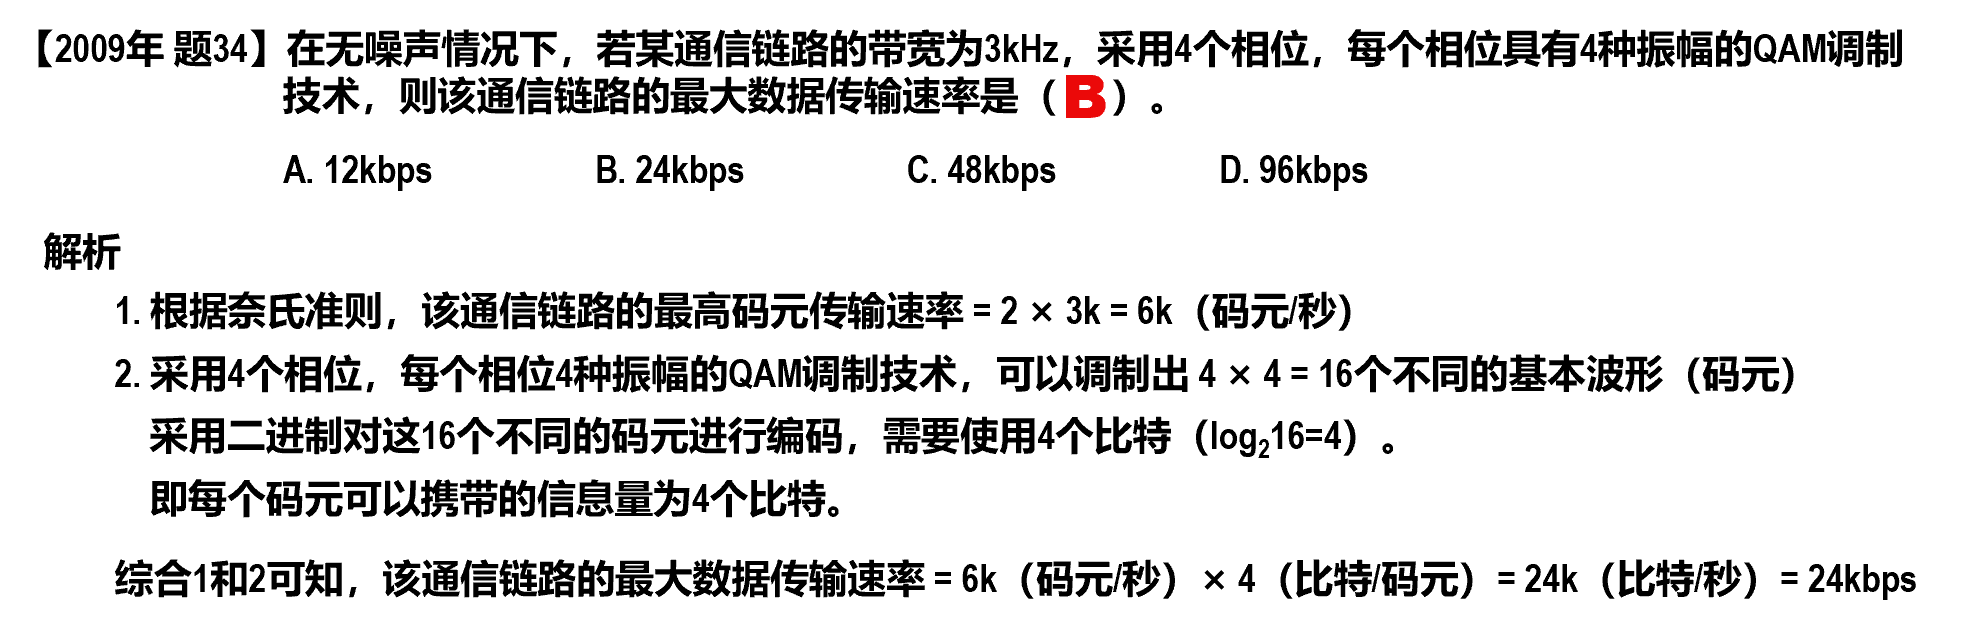 【2009年 题34】在无噪声情况下，若某通信链路的带宽为3kHz，采用4个相位，每个相位具有4种振幅的QAM调制
技术，则该通信链路的最大数据传输速率是（B）。
A. 12kbps B. 24kbps C. 48kbps D. 96kbps
解析
1. 根据奈氏准则，该通信链路的最高码元传输速率 = 2 × 3k = 6k（码元/秒）
2. 采用4个相位，每个相位4种振幅的QAM调制技术，可以调制出 4 × 4 = 16个不同的基本波形（码元）
采用二进制对这16个不同的码元进行编码，需要使用4个比特（log₂16=4）。
即每个码元可以携带的信息量为4个比特。
综合1和2可知，该通信链路的最大数据传输速率 = 6k（码元/秒）× 4（比特/码元）= 24k（比特/秒）= 24kbps